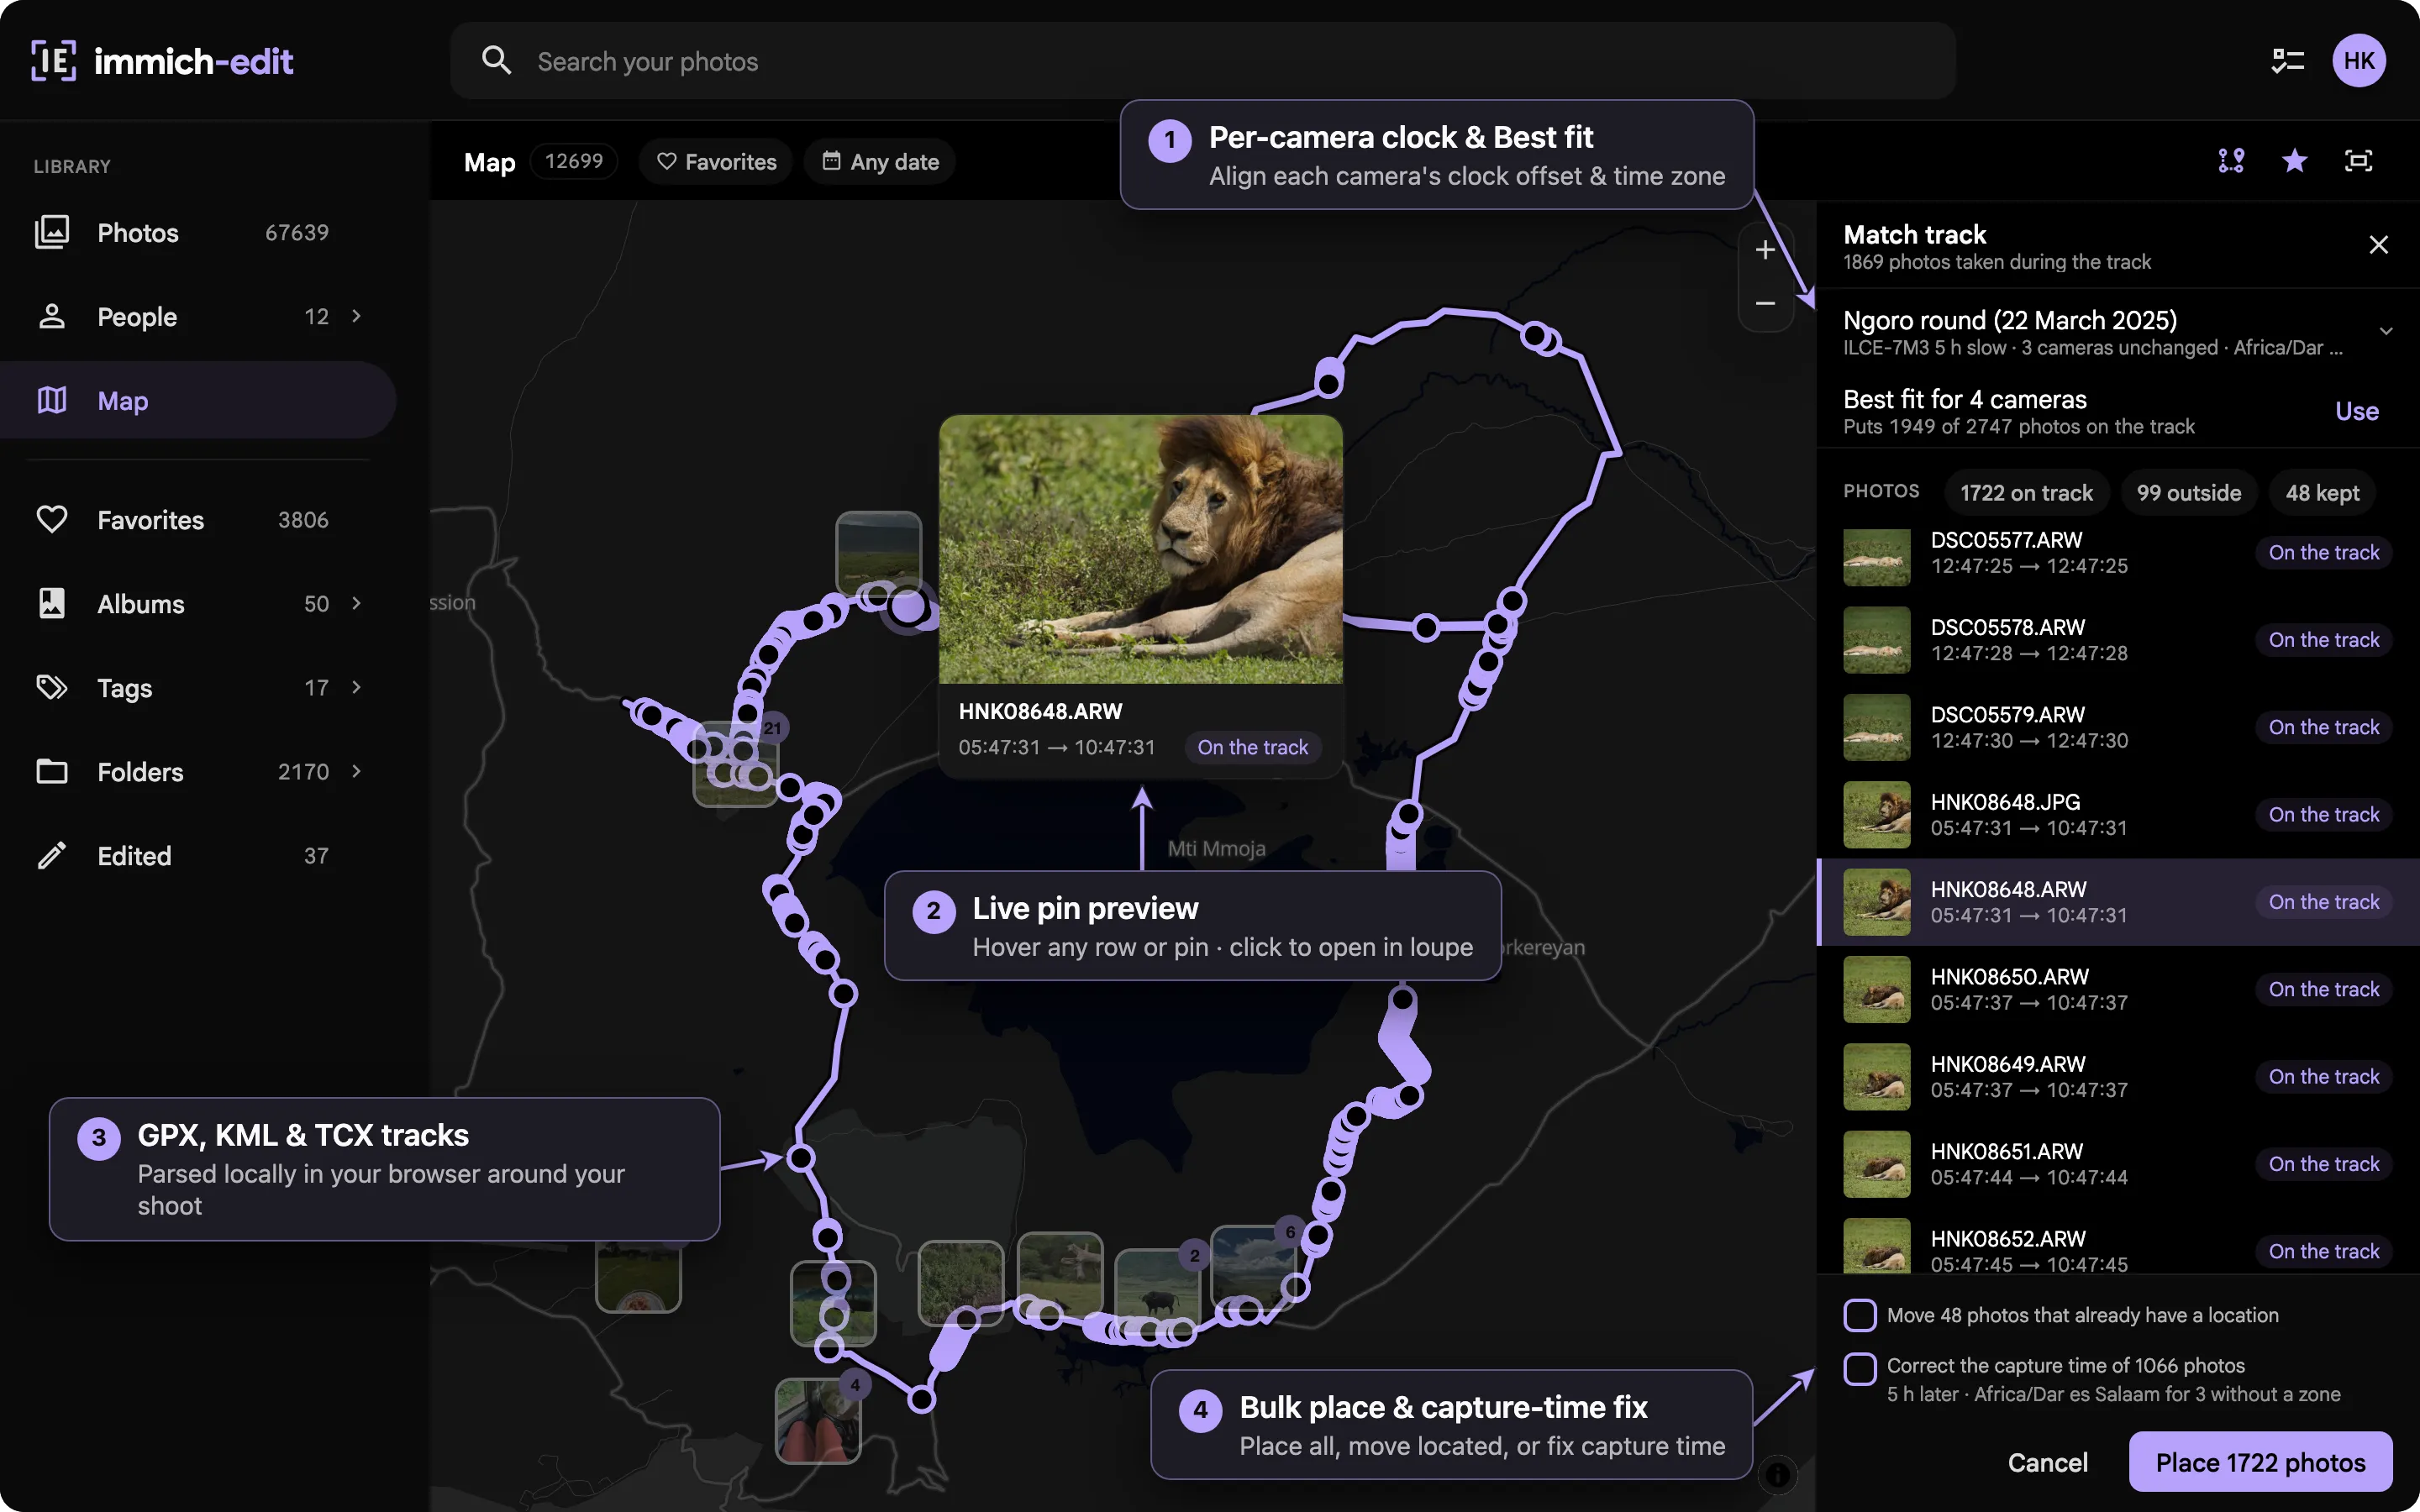 IE immich-edit
Search your photos
HK
LIBRARY
Photos 67639
People 12
Map
Favorites 3806
Albums 50
Tags 17
Folders 2170
Edited 37
Map 12699 Favorites Any date
1 Per-camera clock & Best fit
Align each camera's clock offset & time zone
+
−
ssion
21
HNK08648.ARW
05:47:31 → 10:47:31 On the track
Mti Mmoja
2 Live pin preview
Hover any row or pin · click to open in loupe
orkereyan
3 GPX, KML & TCX tracks
Parsed locally in your browser around your
shoot
2
6
4
4 Bulk place & capture-time fix
Place all, move located, or fix capture time
Match track
1869 photos taken during the track
Ngoro round (22 March 2025)
ILCE-7M3 5 h slow · 3 cameras unchanged · Africa/Dar ...
Best fit for 4 cameras
Puts 1949 of 2747 photos on the track
Use
PHOTOS 1722 on track 99 outside 48 kept
DSC05577.ARW
12:47:25 → 12:47:25
On the track
DSC05578.ARW
12:47:28 → 12:47:28
On the track
DSC05579.ARW
12:47:30 → 12:47:30
On the track
HNK08648.JPG
05:47:31 → 10:47:31
On the track
HNK08648.ARW
05:47:31 → 10:47:31
On the track
HNK08650.ARW
05:47:37 → 10:47:37
On the track
HNK08649.ARW
05:47:37 → 10:47:37
On the track
HNK08651.ARW
05:47:44 → 10:47:44
On the track
HNK08652.ARW
05:47:45 → 10:47:45
On the track
Move 48 photos that already have a location
Correct the capture time of 1066 photos
5 h later · Africa/Dar es Salaam for 3 without a zone
Cancel Place 1722 photos